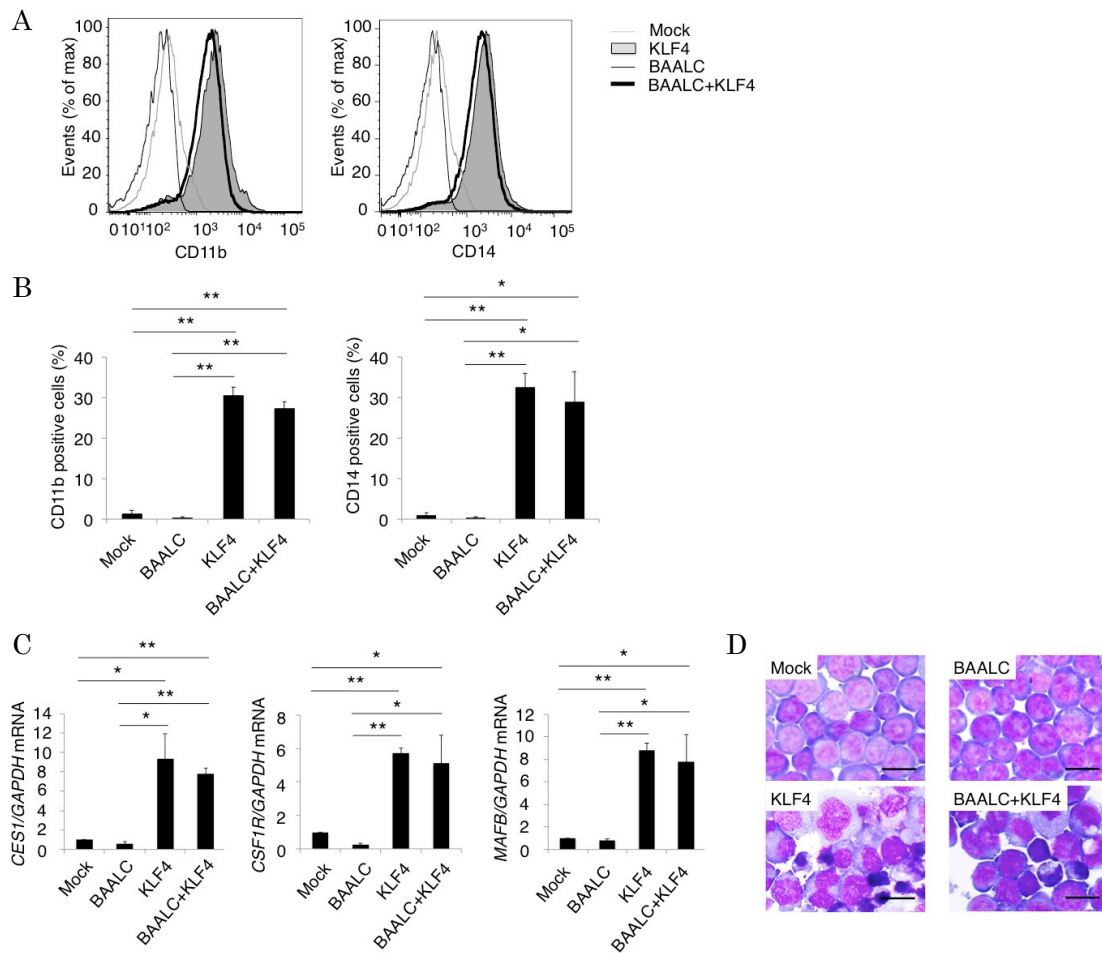 A
Events (% of max)
100
80
60
40
20
0
0 10¹ 10² 10³ 10⁴ 10⁵
CD11b
Events (% of max)
100
80
60
40
20
0
0 10¹ 10² 10³ 10⁴ 10⁵
CD14
Mock
KLF4
BAALC
BAALC+KLF4
B
**
**
**
**
CD11b positive cells (%)
40
30
20
10
0
Mock
BAALC
KLF4
BAALC+KLF4
*
**
*
**
CD14 positive cells (%)
40
30
20
10
0
Mock
BAALC
KLF4
BAALC+KLF4
C
**
*
**
*
CES1/GAPDH mRNA
14
12
10
8
6
4
2
0
Mock
BAALC
KLF4
BAALC+KLF4
*
**
*
**
CSF1R/GAPDH mRNA
8
6
4
2
0
Mock
BAALC
KLF4
BAALC+KLF4
*
**
*
**
MAFB/GAPDH mRNA
12
10
8
6
4
2
0
Mock
BAALC
KLF4
BAALC+KLF4
D
Mock
BAALC
KLF4
BAALC+KLF4